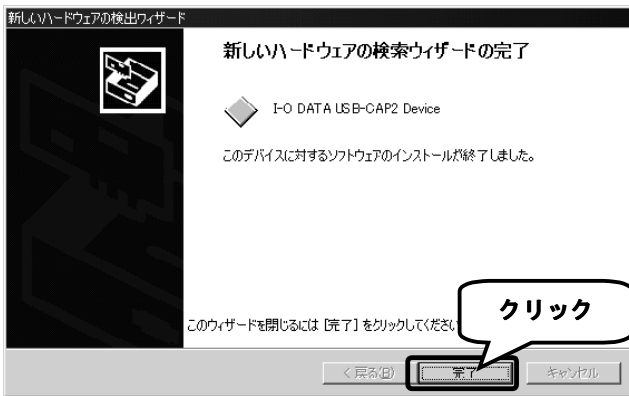 新しいハードウェアの検出ウィザード
新しいハードウェアの検索ウィザードの完了
I-O DATA USB-CAP2 Device
このデバイスに対するソフトウェアのインストールが終了しました。
このウィザードを閉じるには [完了] をクリックしてくださ
クリック
< 戻る(B)
完了
キャンセル